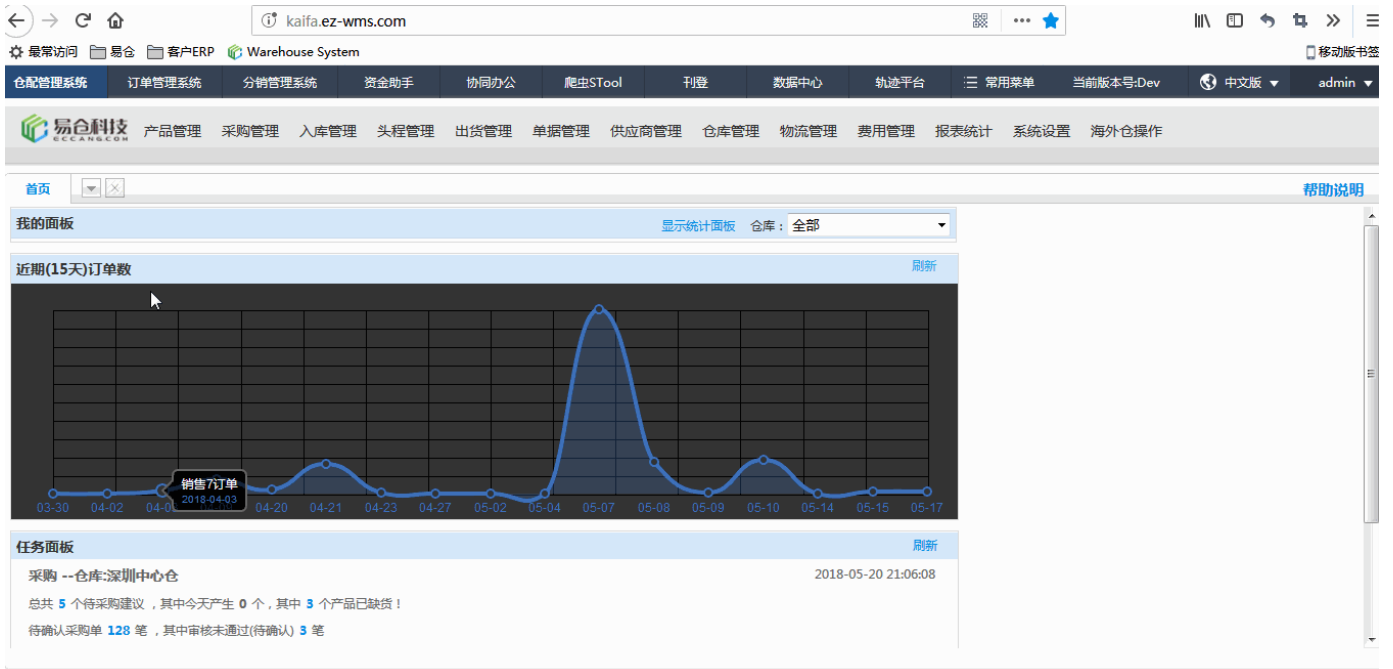 kaifa.ez-wms.com
最常访问 易仓 客户ERP Warehouse System 移动版书签
仓配管理系统 订单管理系统 分销管理系统 资金助手 协同办公 爬虫STool 刊登 数据中心 轨迹平台 常用菜单 当前版本号:Dev 中文版 admin
易仓科技 产品管理 采购管理 入库管理 头程管理 出货管理 单据管理 供应商管理 仓库管理 物流管理 费用管理 报表统计 系统设置 海外仓操作
ECCANG.COM
首页 帮助说明
我的面板 显示统计面板 仓库： 全部
近期(15天)订单数 刷新
销售7订单
2018-04-03
03-30 04-02 04-20 04-21 04-23 04-27 05-02 05-04 05-07 05-08 05-09 05-10 05-14 05-15 05-17
任务面板 刷新
采购 --仓库:深圳中心仓 2018-05-20 21:06:08
总共 5 个待采购建议，其中今天产生 0 个，其中 3 个产品已缺货！
待确认采购单 128 笔 ，其中审核未通过(待确认) 3 笔